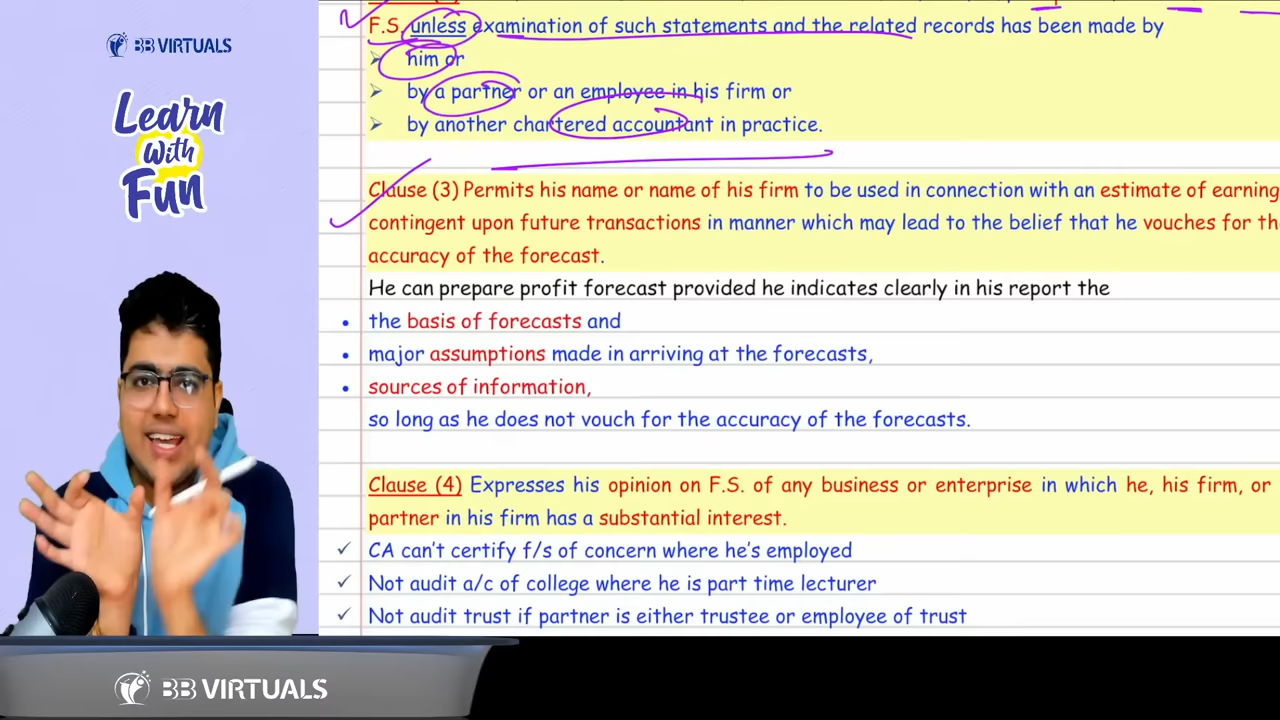 BB VIRTUALS
Learn
With
Fun
F.S. unless examination of such statements and the related records has been made by
➢ him or
➢ by a partner or an employee in his firm or
➢ by another chartered accountant in practice.
Clause (3) Permits his name or name of his firm to be used in connection with an estimate of earning
contingent upon future transactions in manner which may lead to the belief that he vouches for th
accuracy of the forecast.
He can prepare profit forecast provided he indicates clearly in his report the
• the basis of forecasts and
• major assumptions made in arriving at the forecasts,
• sources of information,
so long as he does not vouch for the accuracy of the forecasts.
Clause (4) Expresses his opinion on F.S. of any business or enterprise in which he, his firm, or
partner in his firm has a substantial interest.
✓ CA can't certify f/s of concern where he's employed
✓ Not audit a/c of college where he is part time lecturer
✓ Not audit trust if partner is either trustee or employee of trust
BB VIRTUALS